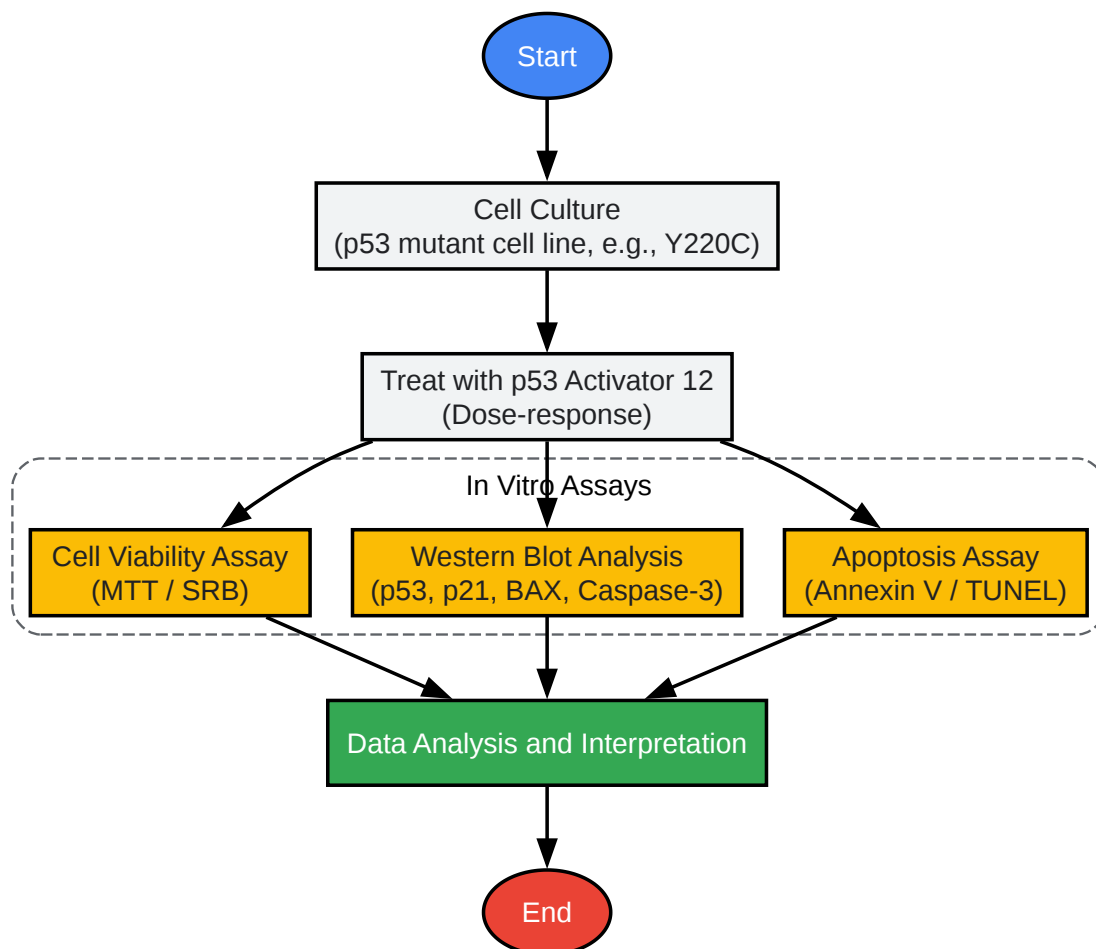 Start
Cell Culture
(p53 mutant cell line, e.g., Y220C)
Treat with p53 Activator 12
(Dose-response)
In Vitro Assays
Cell Viability Assay
(MTT / SRB)
Western Blot Analysis
(p53, p21, BAX, Caspase-3)
Apoptosis Assay
(Annexin V / TUNEL)
Data Analysis and Interpretation
End